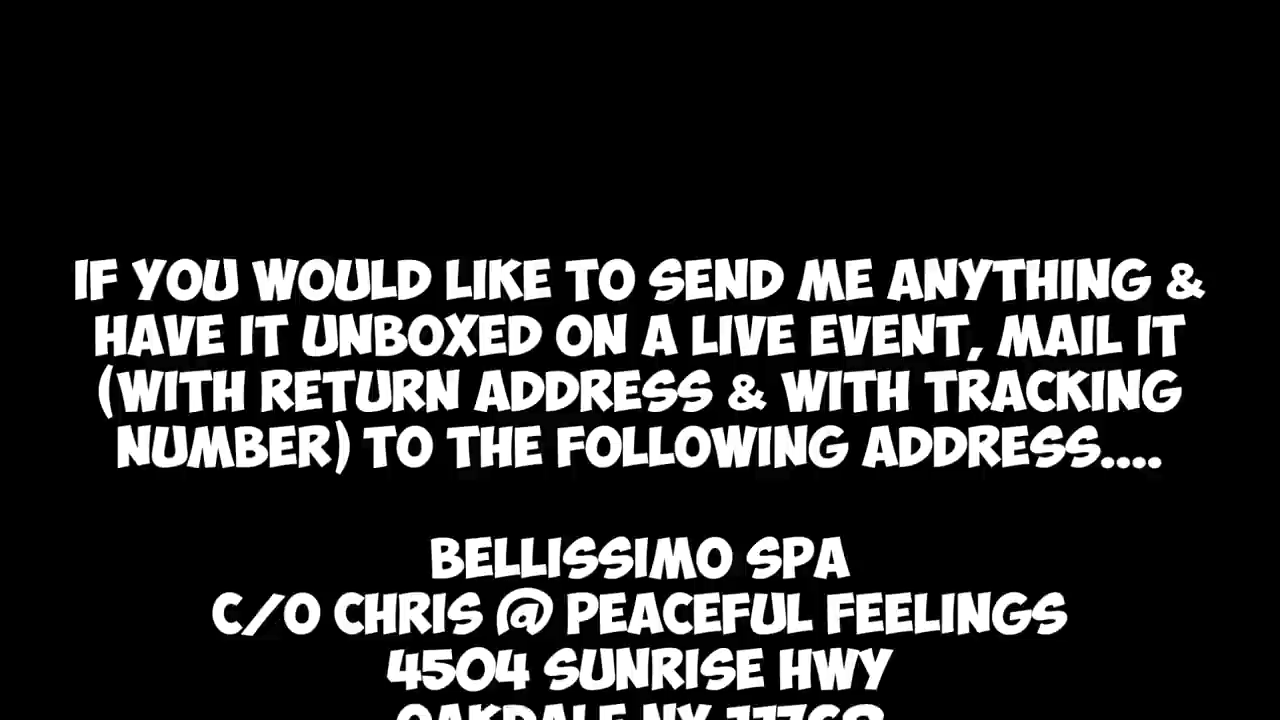 IF YOU WOULD LIKE TO SEND ME ANYTHING &
HAVE IT UNBOXED ON A LIVE EVENT, MAIL IT
(WITH RETURN ADDRESS & WITH TRACKING
NUMBER) TO THE FOLLOWING ADDRESS....
BELLISSIMO SPA
C/O CHRIS @ PEACEFUL FEELINGS
4504 SUNRISE HWY
OAKDALE NY 11768